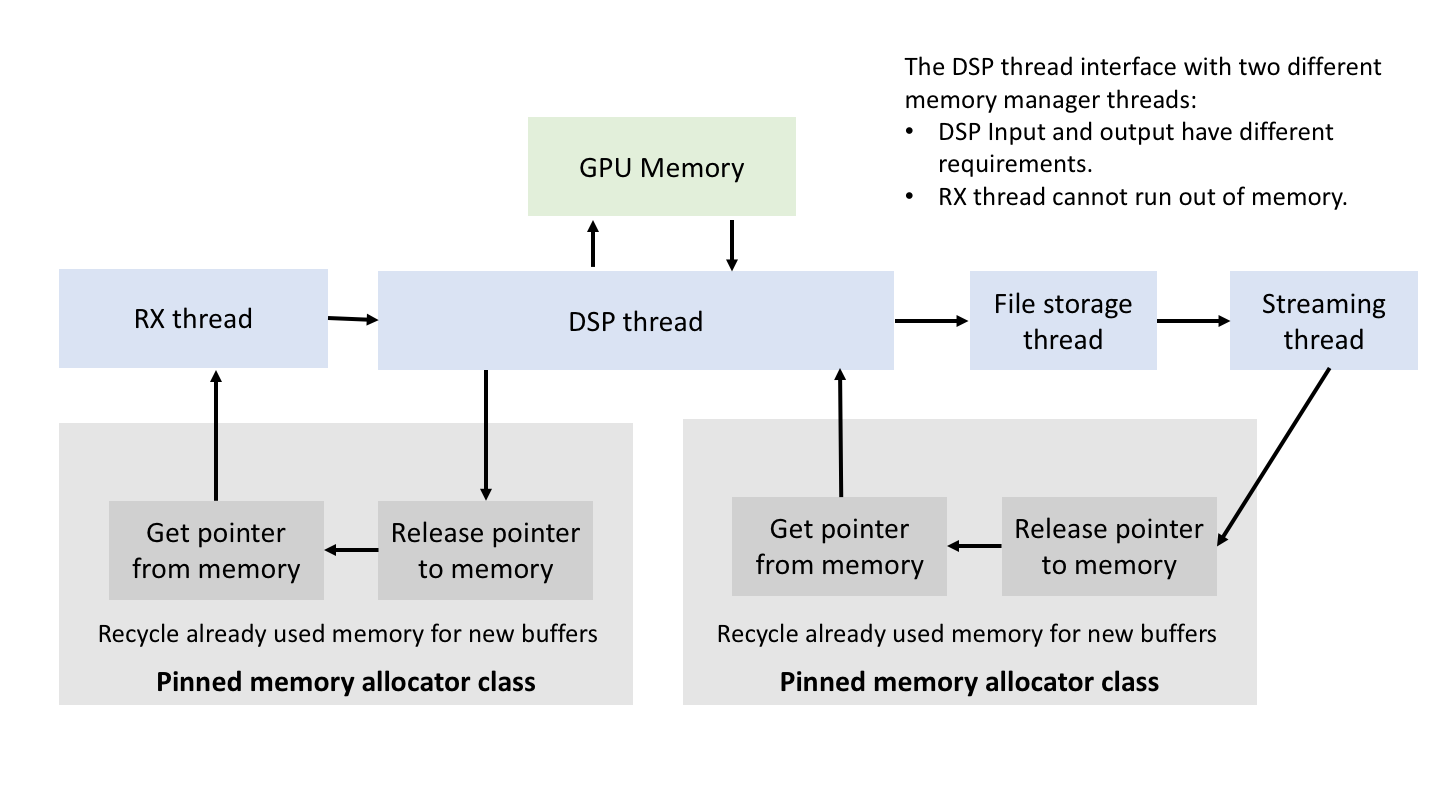 The DSP thread interface with two different
memory manager threads:
• DSP Input and output have different
requirements.
• RX thread cannot run out of memory.
GPU Memory
RX thread
DSP thread
File storage
thread
Streaming
thread
Get pointer
from memory
Release pointer
to memory
Recycle already used memory for new buffers
Pinned memory allocator class
Get pointer
from memory
Release pointer
to memory
Recycle already used memory for new buffers
Pinned memory allocator class